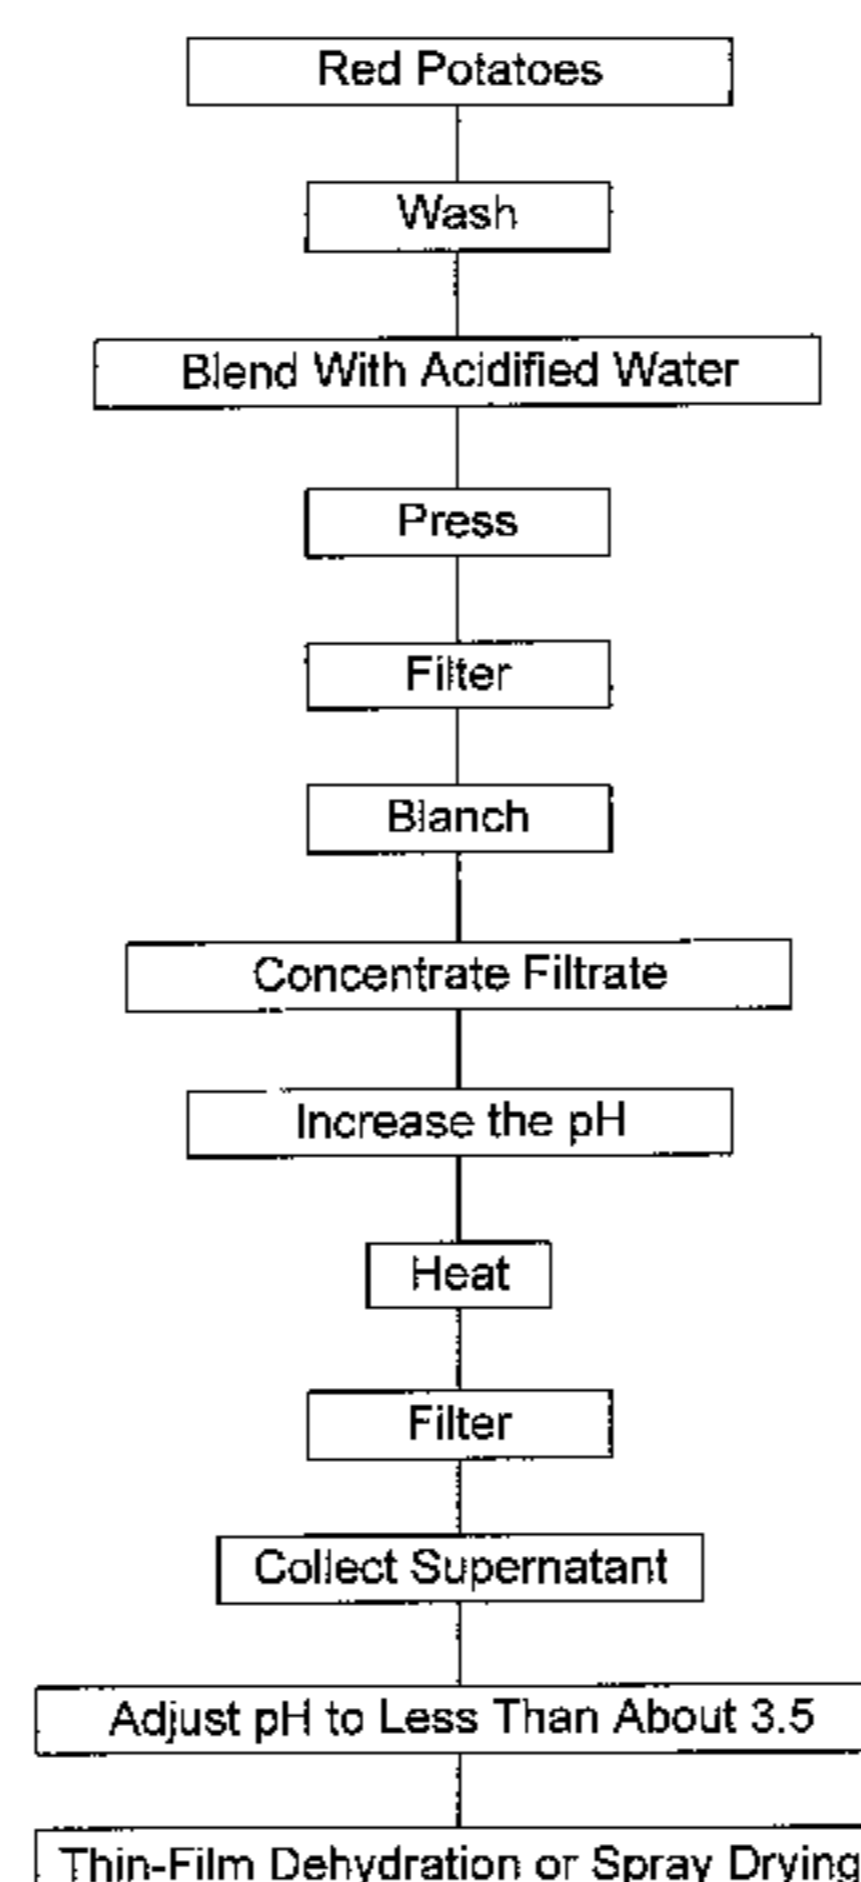 Red Potatoes
Wash
Blend With Acidified Water
Press
Filter
Blanch
Concentrate Filtrate
Increase the pH
Heat
Filter
Collect Supernatant
Adjust pH to Less Than About 3.5
Thin-Film Dehydration or Spray Drying